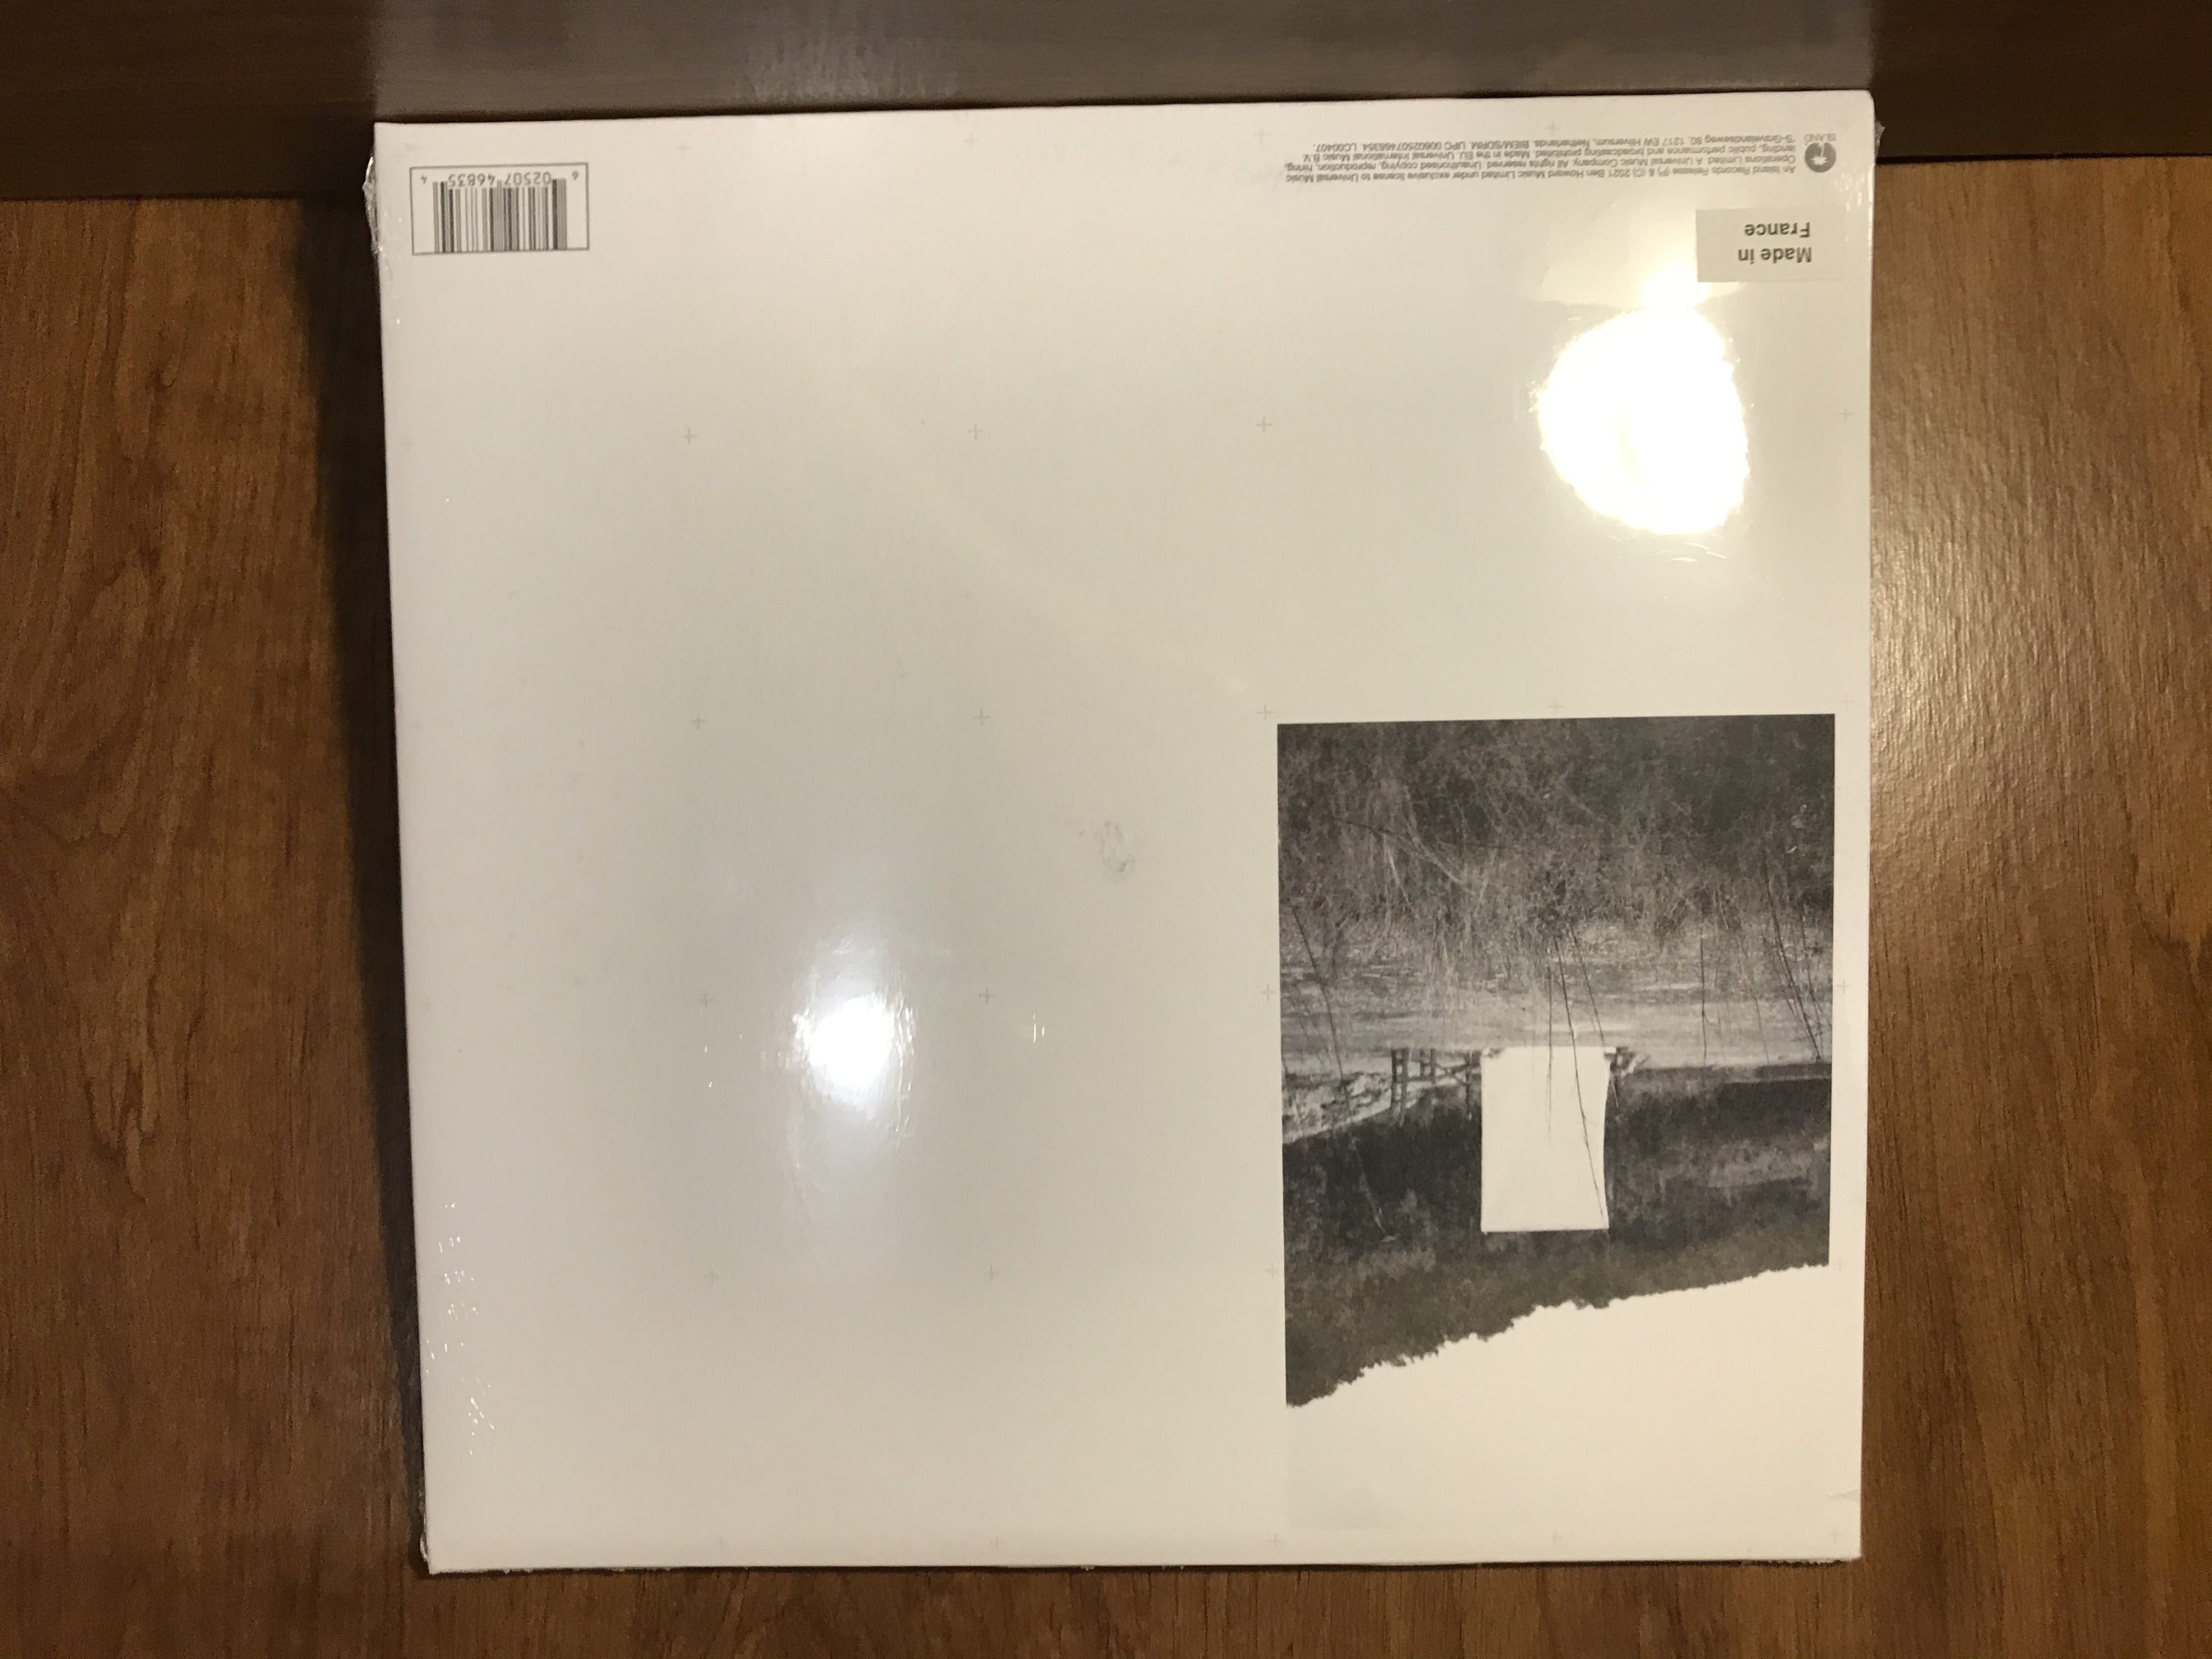 Made in
France
ISLAND
An Island Records Release (P) & (C) 2021 Ben Howard Music Limited under exclusive license to Universal Music
Operations Limited. A Universal Music Company. All rights reserved. Unauthorised copying, reproduction, hiring,
lending, public performance and broadcasting prohibited. Made in the EU. Universal International Music B.V.
'S-Gravelandseweg 80, 1217 EW Hilversum, Netherlands. BIEM/SDRM. UPC 00602507468354. LC00407.
6 02507 46835 4